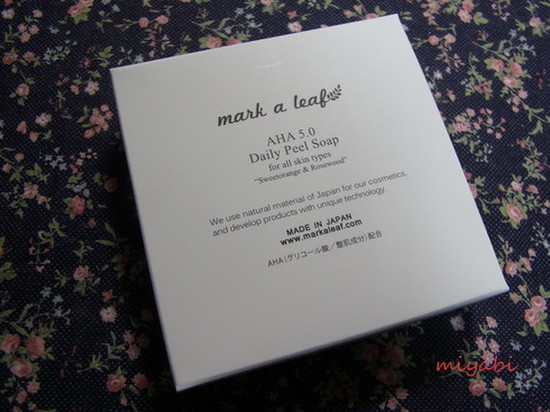 mark a leaf
AHA 5.0
Daily Peel Soap
for all skin types
"Sweetorange & Rosewood"
We use natural material of Japan for our cosmetics,
and develop products with unique technology.
MADE IN JAPAN
www.markaleaf.com
AHA(グリコール酸/整肌成分)配合
miyabi